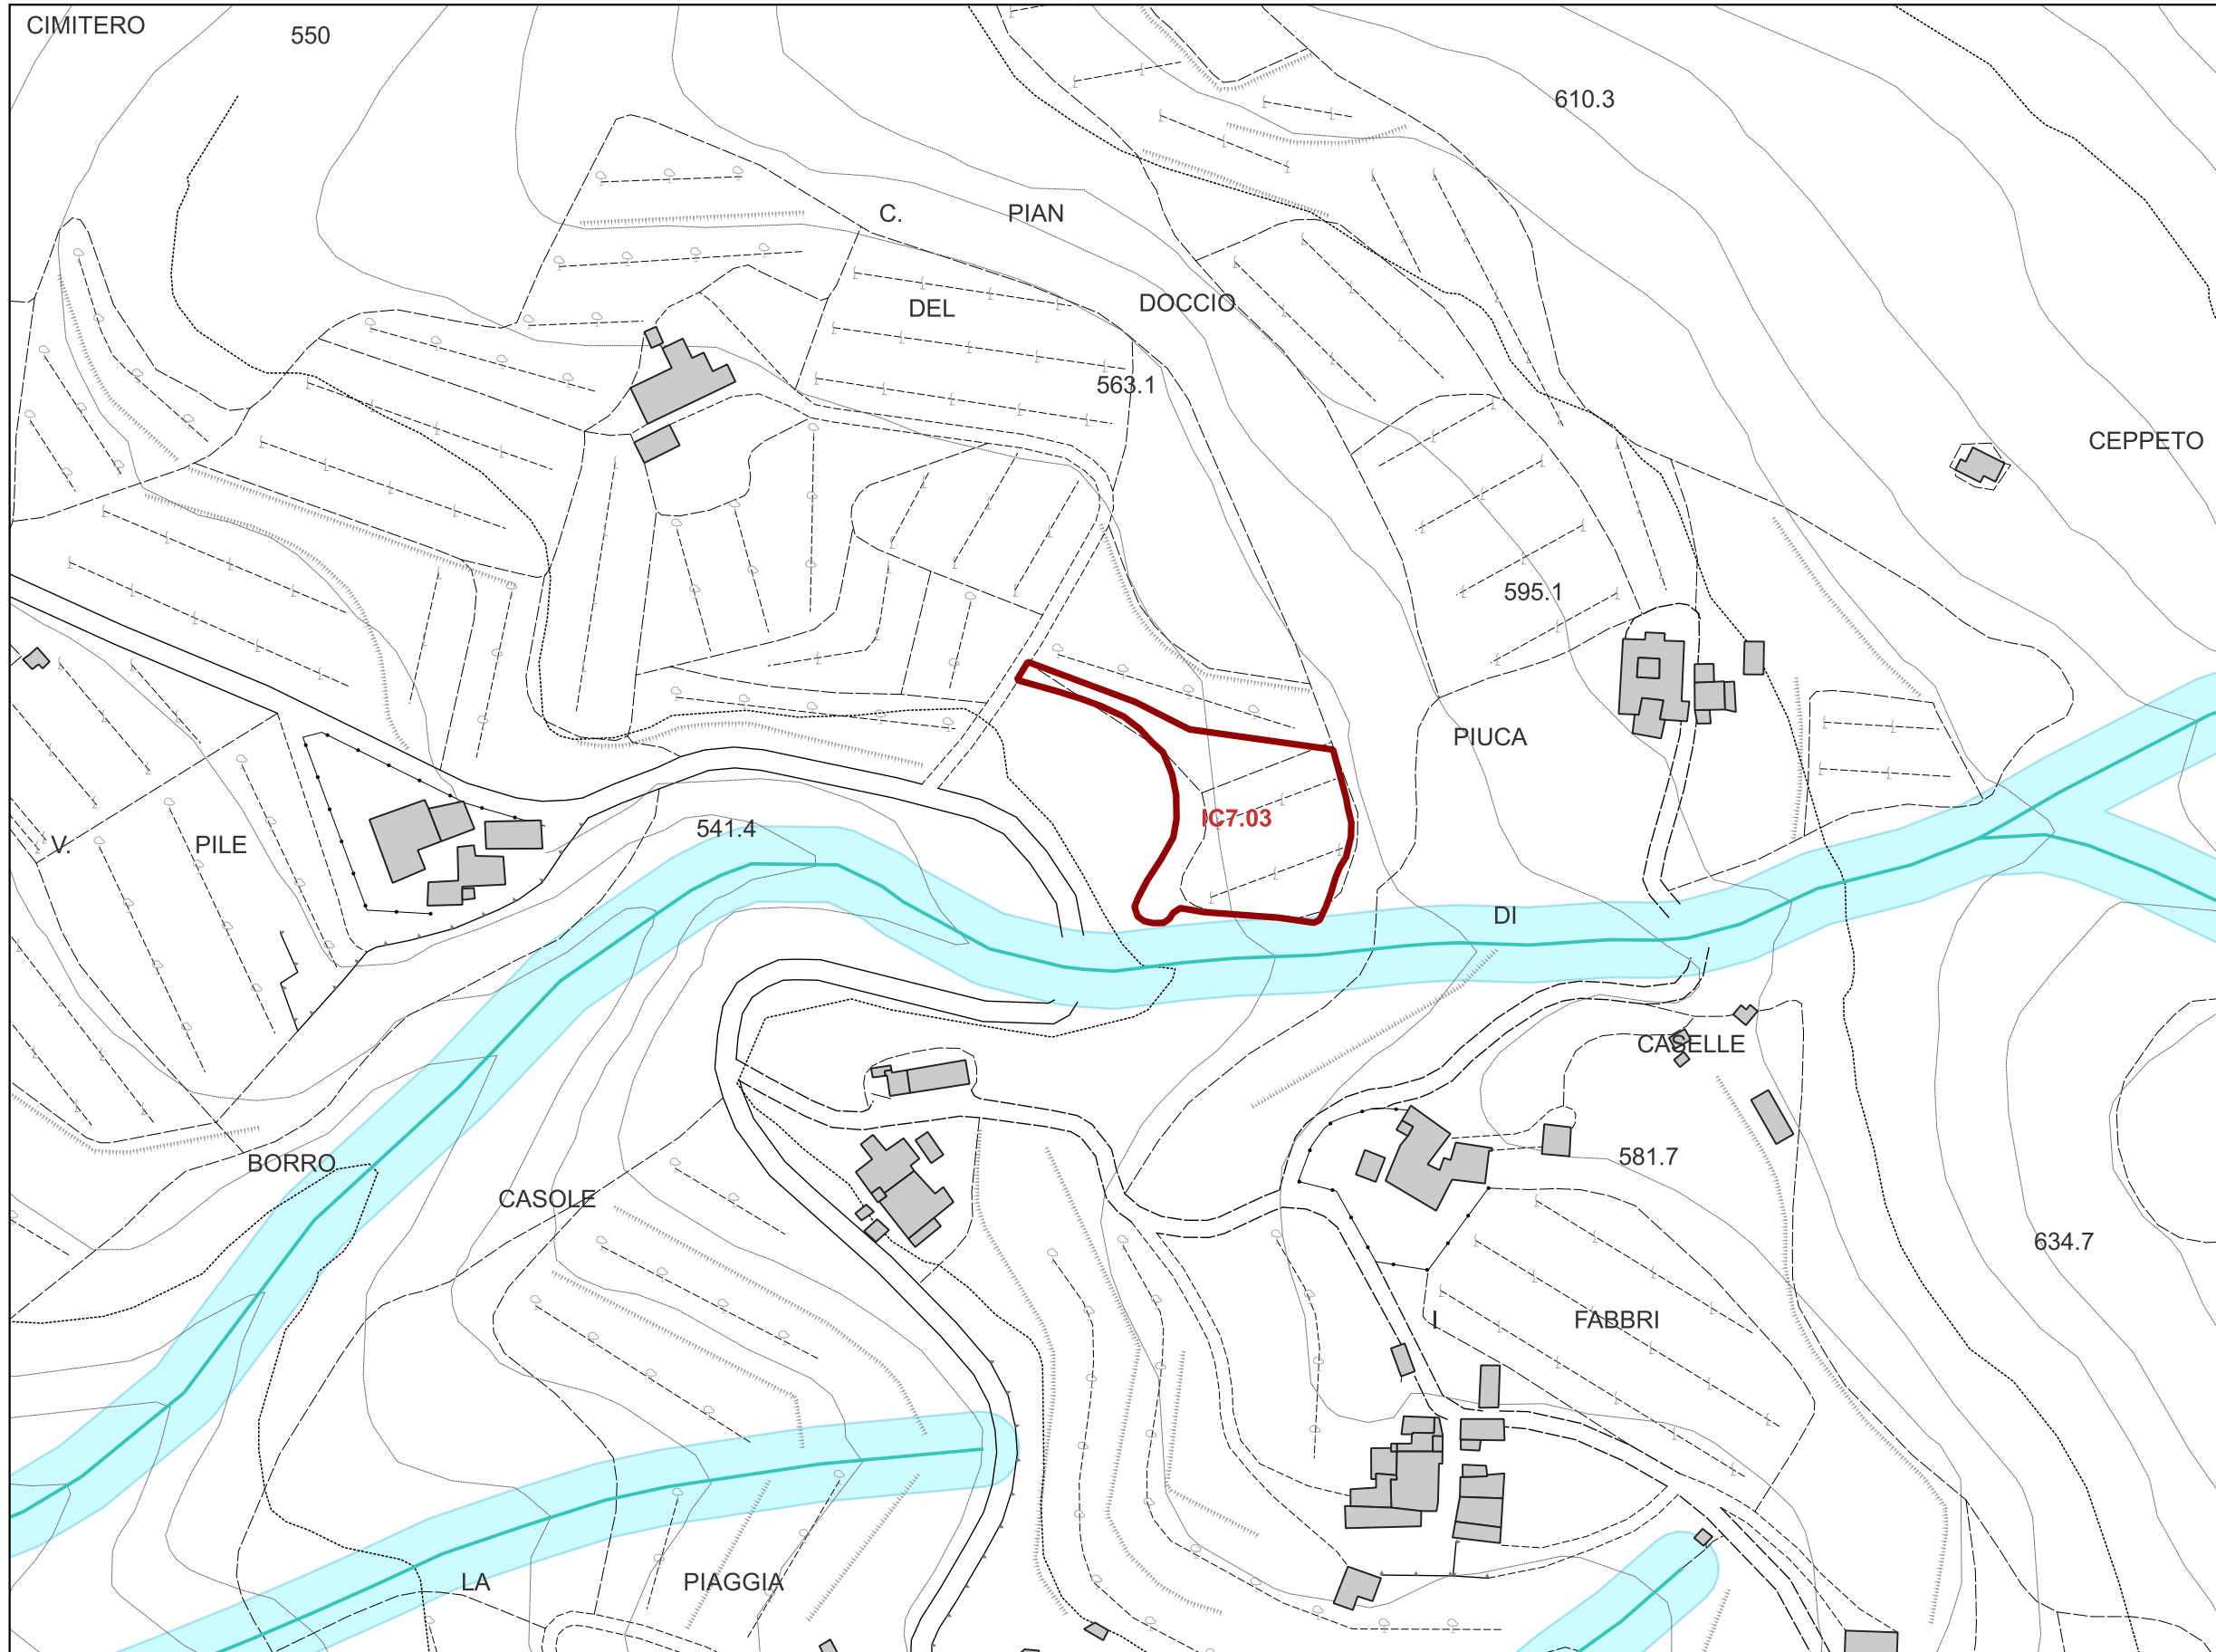 CIMITERO
550
610.3
C. PIAN
DEL DOCCIO
563.1
CEPPETO
595.1
PIUCA
IC7.03
541.4
V. PILE
DI
CASELLE
BORRO
581.7
CASOLE
634.7
I FABBRI
LA PIAGGIA